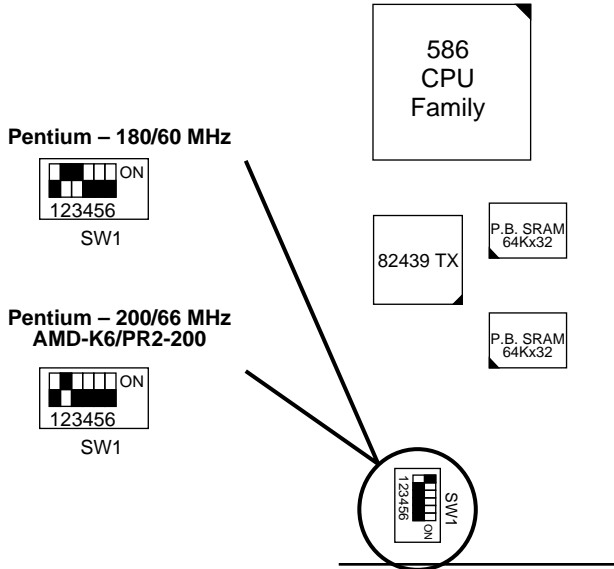 586
CPU
Family
Pentium – 180/60 MHz
ON
123456
SW1
82439 TX
P.B. SRAM
64Kx32
Pentium – 200/66 MHz
AMD-K6/PR2-200
ON
123456
SW1
P.B. SRAM
64Kx32
SW1
ON
123456